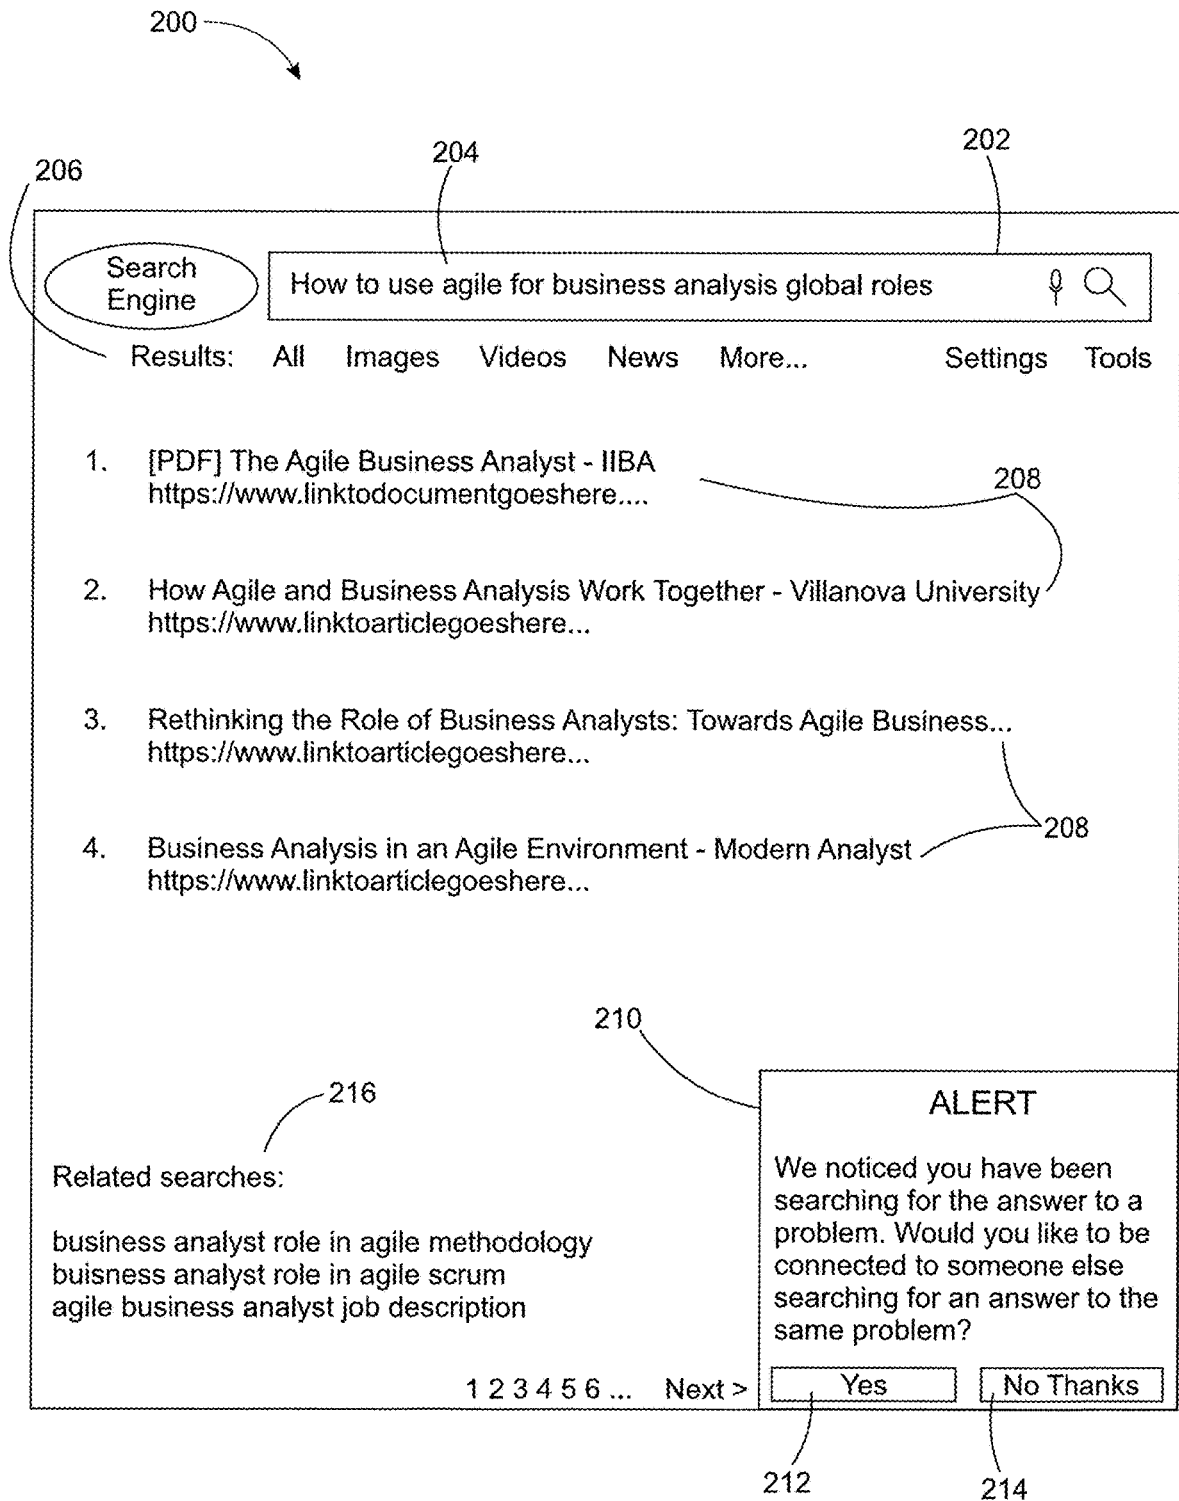 200
204
202
206
Search
Engine
How to use agile for business analysis global roles
Results: All Images Videos News More... Settings Tools
1. [PDF] The Agile Business Analyst - IIBA
https://www.linktodocumentgoeshere....
208
2. How Agile and Business Analysis Work Together - Villanova University
https://www.linktoarticlegoeshere...
3. Rethinking the Role of Business Analysts: Towards Agile Business...
https://www.linktoarticlegoeshere...
208
4. Business Analysis in an Agile Environment - Modern Analyst
https://www.linktoarticlegoeshere...
210
216
Related searches:
business analyst role in agile methodology
buisness analyst role in agile scrum
agile business analyst job description
1 2 3 4 5 6 ... Next >
ALERT
We noticed you have been
searching for the answer to a
problem. Would you like to be
connected to someone else
searching for an answer to the
same problem?
Yes No Thanks
212
214